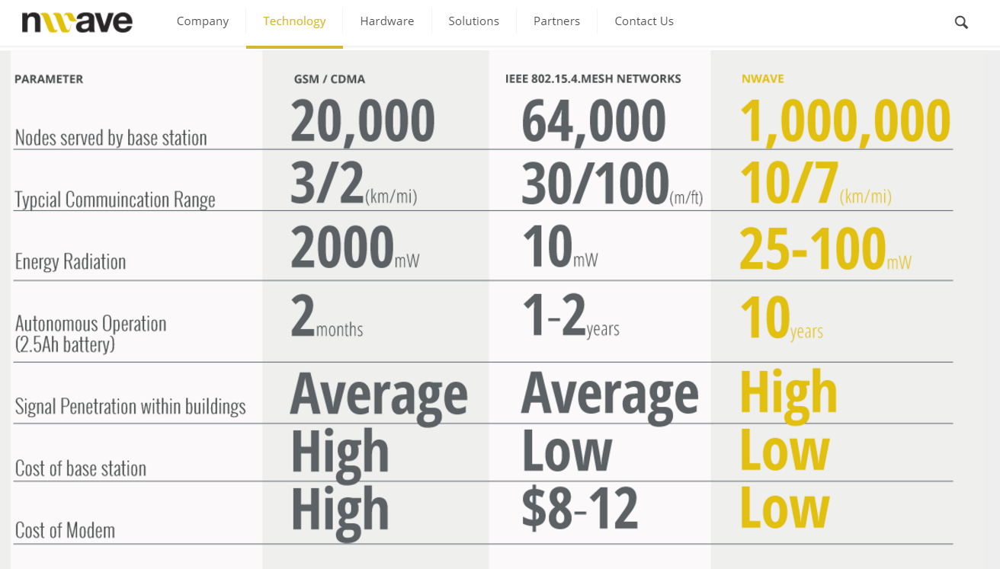 nwave Company Technology Hardware Solutions Partners Contact Us
PARAMETER GSM / CDMA IEEE 802.15.4.MESH NETWORKS NWAVE
Nodes served by base station 20,000 64,000 1,000,000
Typcial Commuincation Range 3/2(km/mi) 30/100(m/ft) 10/7(km/mi)
Energy Radiation 2000mW 10mW 25-100mW
Autonomous Operation
(2.5Ah battery) 2months 1-2years 10years
Signal Penetration within buildings Average Average High
Cost of base station High Low Low
Cost of Modem High $8-12 Low